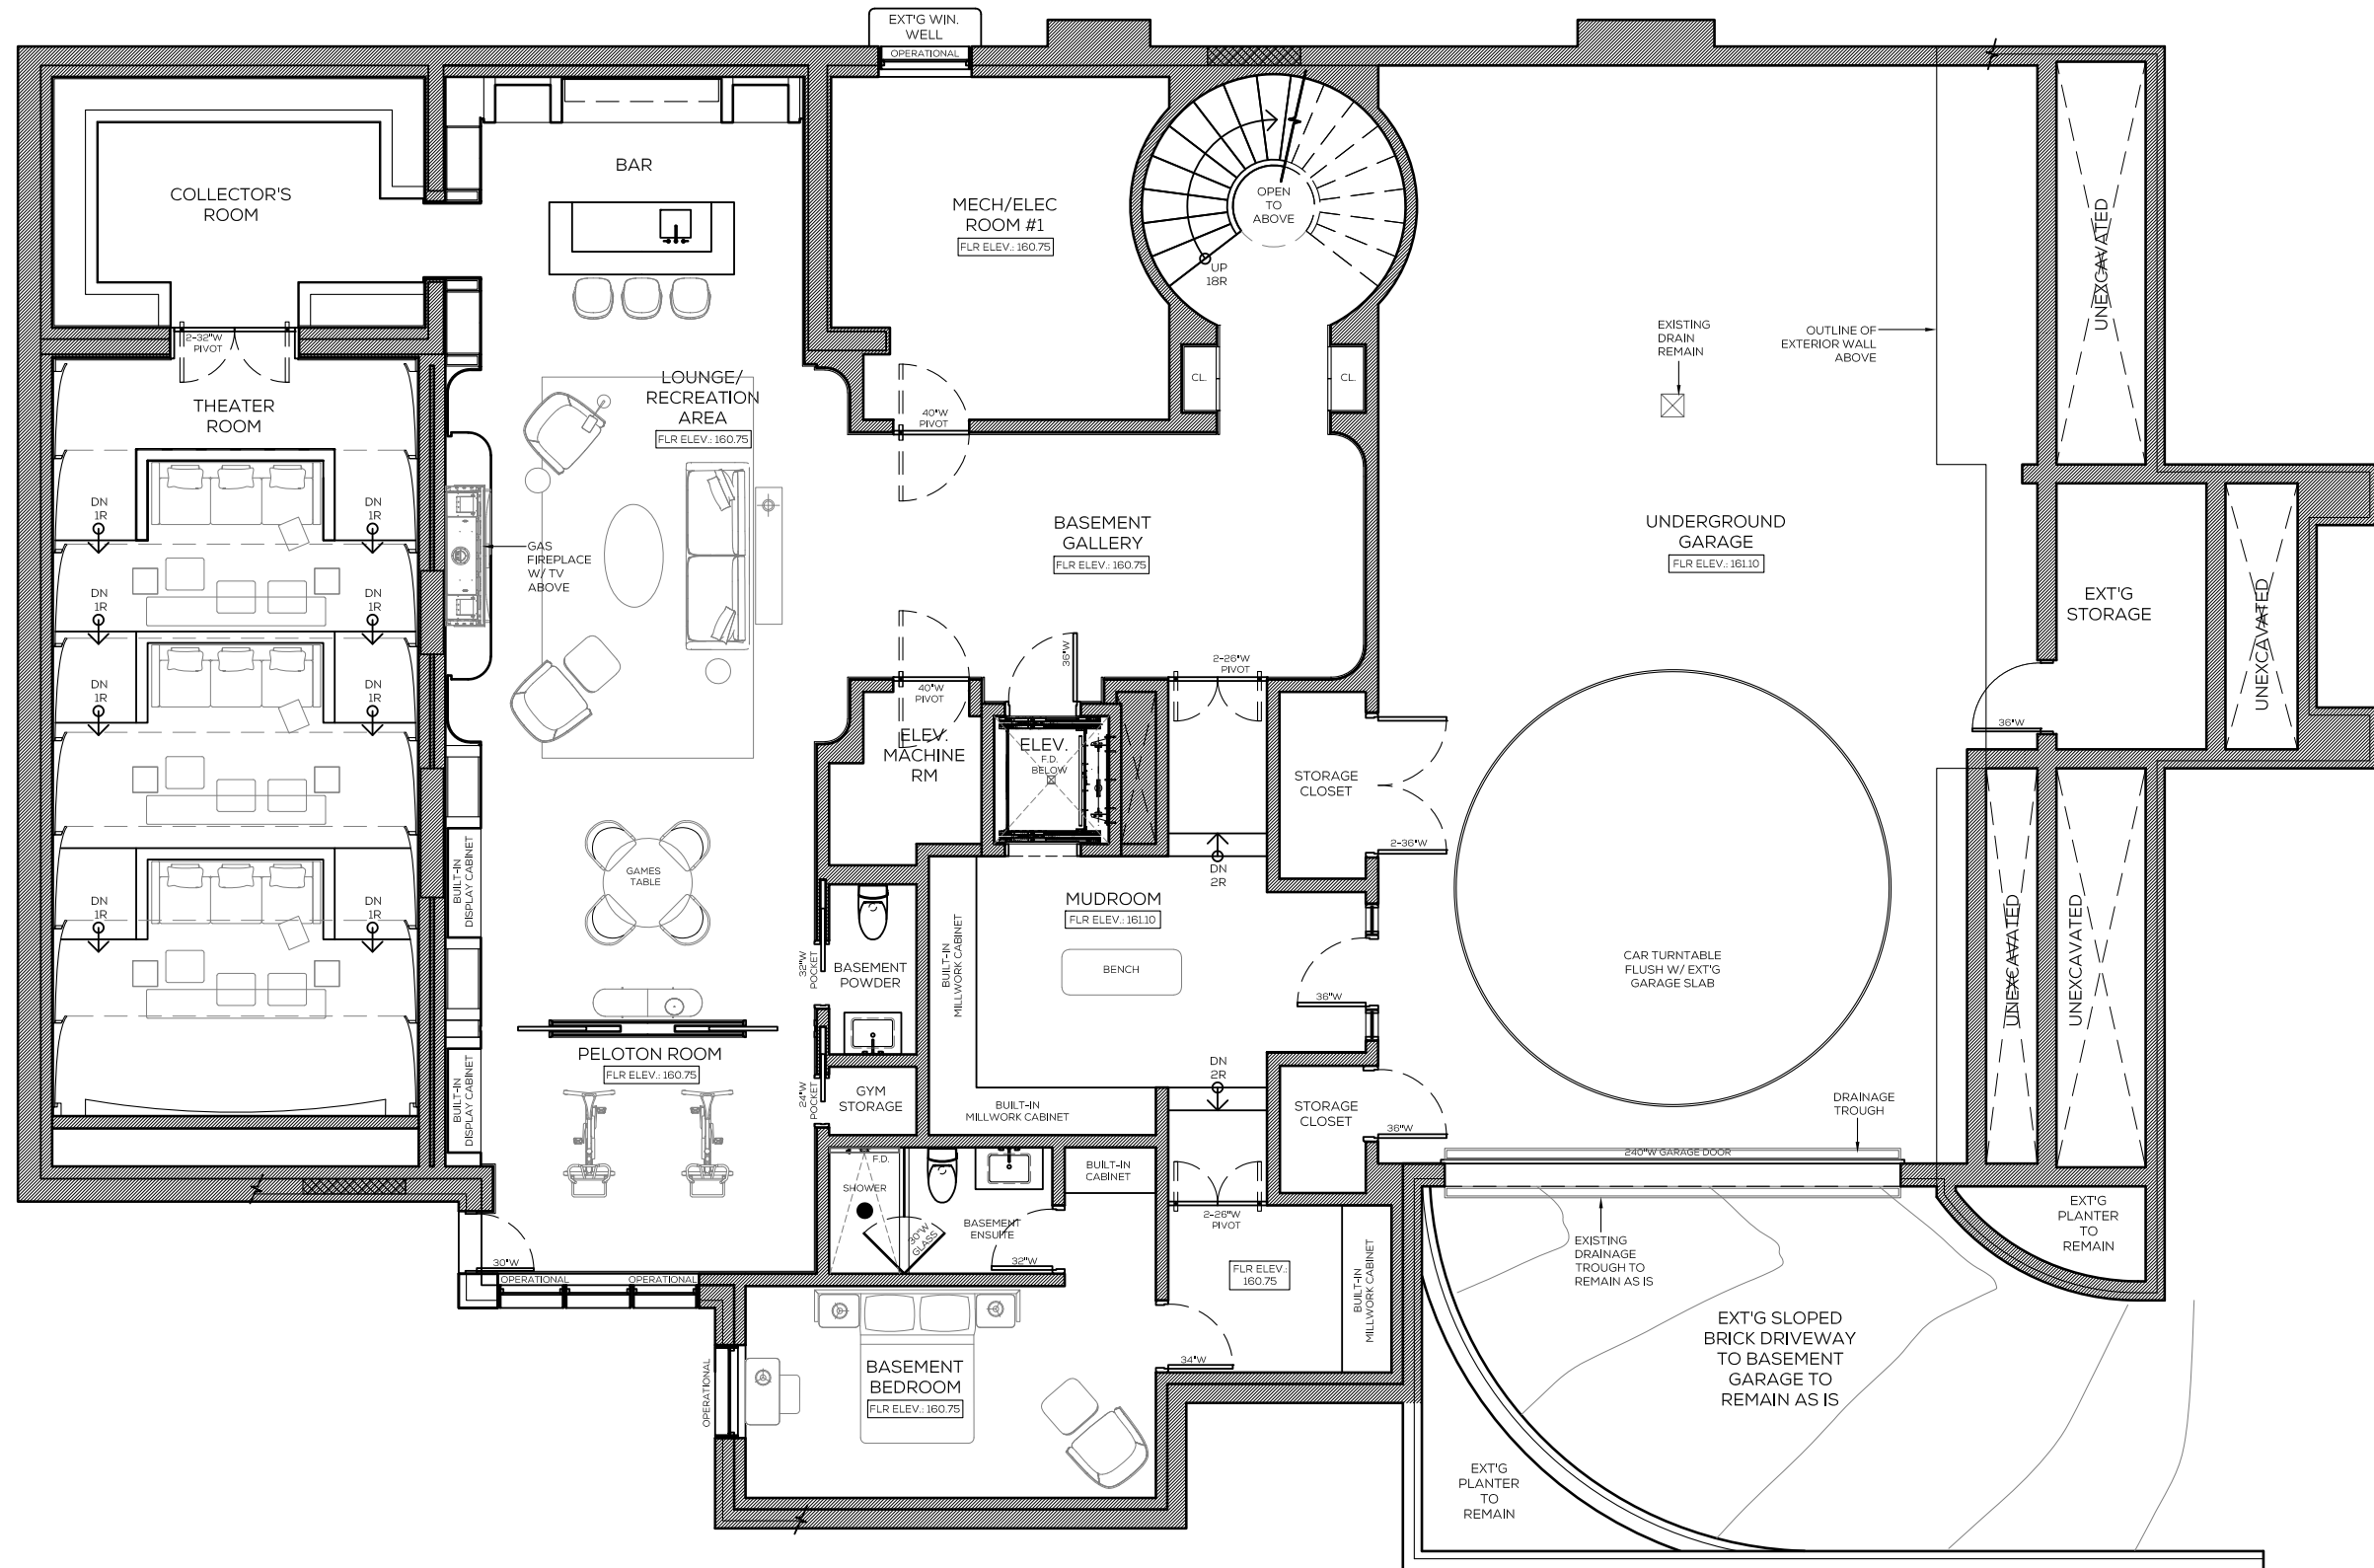 EXT'G WIN.
WELL
OPERATIONAL
COLLECTOR'S
ROOM
BAR
MECH/ELEC
ROOM #1
FLR ELEV.: 160.75
OPEN
TO
ABOVE
UP
18R
UNEXCAVATED
2-32"W
PIVOT
EXISTING
DRAIN
REMAIN
OUTLINE OF
EXTERIOR WALL
ABOVE
CL.
CL.
THEATER
ROOM
LOUNGE/
RECREATION
AREA
FLR ELEV.: 160.75
40"W
PIVOT
DN
1R
DN
1R
GAS
FIREPLACE
W/ TV
ABOVE
BASEMENT
GALLERY
FLR ELEV.: 160.75
UNDERGROUND
GARAGE
FLR ELEV.: 161.10
DN
1R
DN
1R
EXT'G
STORAGE
UNEXCAVATED
36"W
40"W
PIVOT
36"W
2-26"W
PIVOT
DN
1R
DN
1R
ELEV.
MACHINE
RM
ELEV.
F.D.
BELOW
STORAGE
CLOSET
2-36"W
BUILT-IN
DISPLAY CABINET
GAMES
TABLE
DN
2R
DN
1R
DN
1R
MUDROOM
FLR ELEV.: 161.10
BUILT-IN
MILLWORK CABINET
BENCH
32"W
POCKET
BASEMENT
POWDER
36"W
CAR TURNTABLE
FLUSH W/ EXT'G
GARAGE SLAB
UNEXCAVATED
UNEXCAVATED
PELOTON ROOM
FLR ELEV.: 160.75
BUILT-IN
DISPLAY CABINET
24"W
POCKET
GYM
STORAGE
BUILT-IN
MILLWORK CABINET
DN
2R
STORAGE
CLOSET
36"W
DRAINAGE
TROUGH
240"W GARAGE DOOR
F.D.
SHOWER
BUILT-IN
CABINET
30"W
GLASS
BASEMENT
ENSUITE
32"W
2-26"W
PIVOT
EXT'G
PLANTER
TO
REMAIN
30"W
OPERATIONAL
OPERATIONAL
FLR ELEV.:
160.75
BUILT-IN
MILLWORK CABINET
EXISTING
DRAINAGE
TROUGH TO
REMAIN AS IS
34"W
OPERATIONAL
BASEMENT
BEDROOM
FLR ELEV.: 160.75
EXT'G SLOPED
BRICK DRIVEWAY
TO BASEMENT
GARAGE TO
REMAIN AS IS
EXT'G
PLANTER
TO
REMAIN